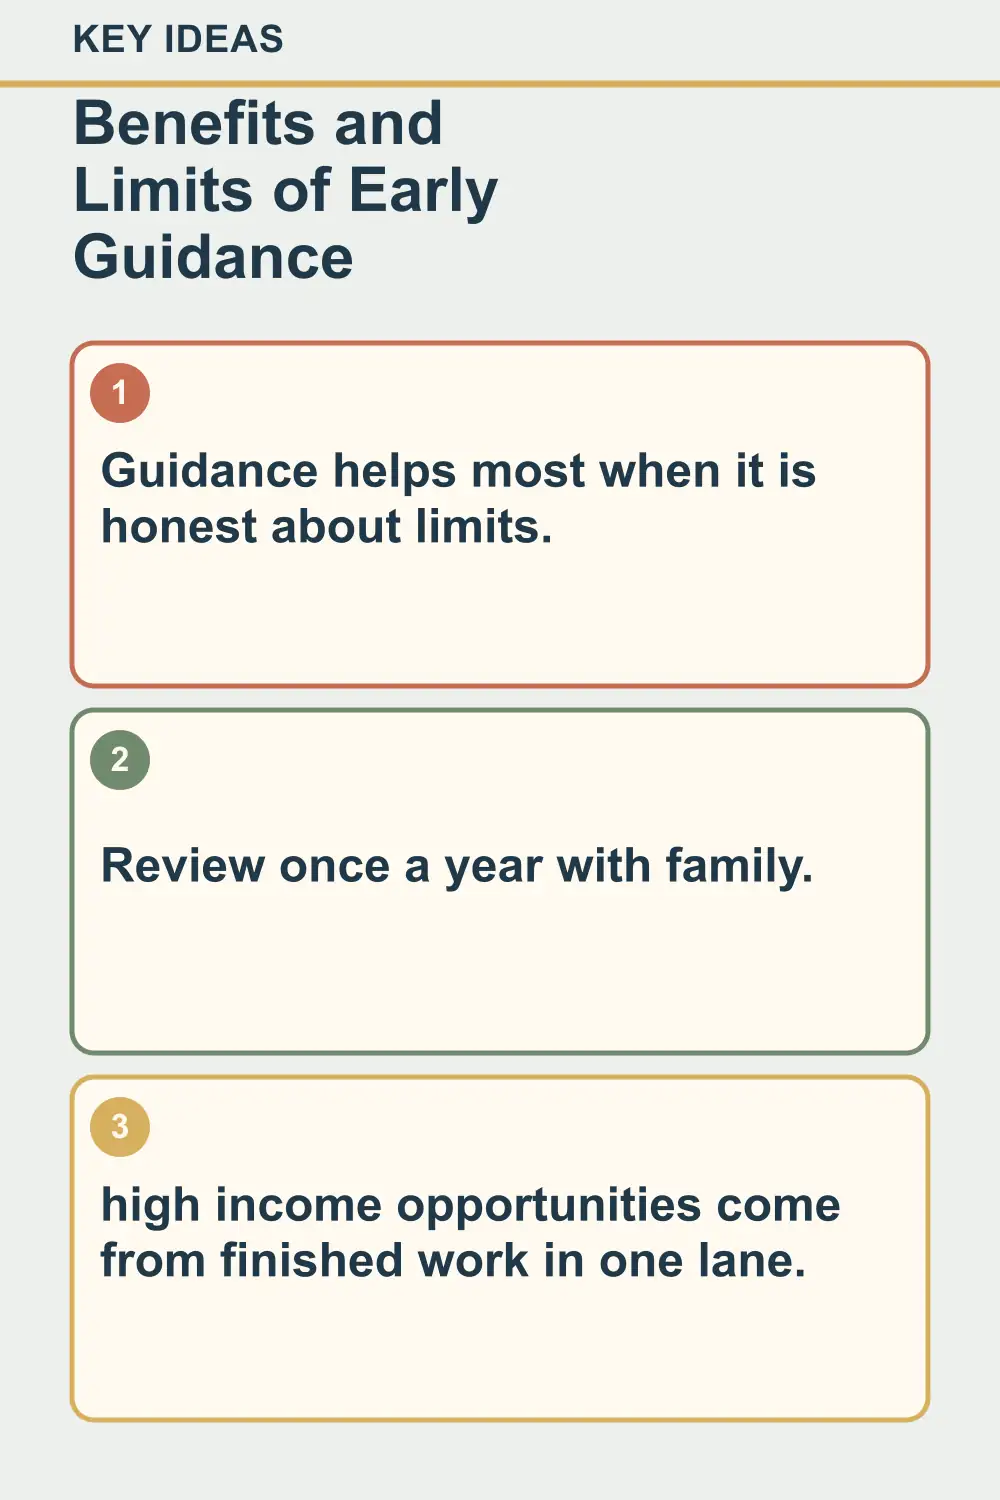 KEY IDEAS
Benefits and
Limits of Early
Guidance
1
Guidance helps most when it is
honest about limits.
2
Review once a year with family.
3
high income opportunities come
from finished work in one lane.